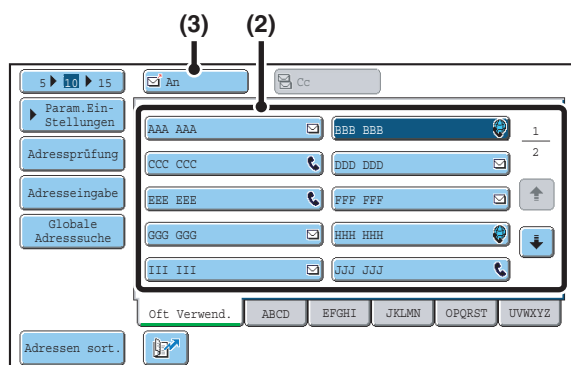 (3) (2)
5 10 15
An
Cc
Param.Ein-
Stellungen
Adressprüfung
Adresseingabe
Globale
Adresssuche
AAA AAA
BBB BBB
CCC CCC
DDD DDD
EEE EEE
FFF FFF
GGG GGG
HHH HHH
III III
JJJ JJJ
1
2
Oft Verwend. ABCD EFGHI JKLMN OPQRST UVWXYZ
Adressen sort.